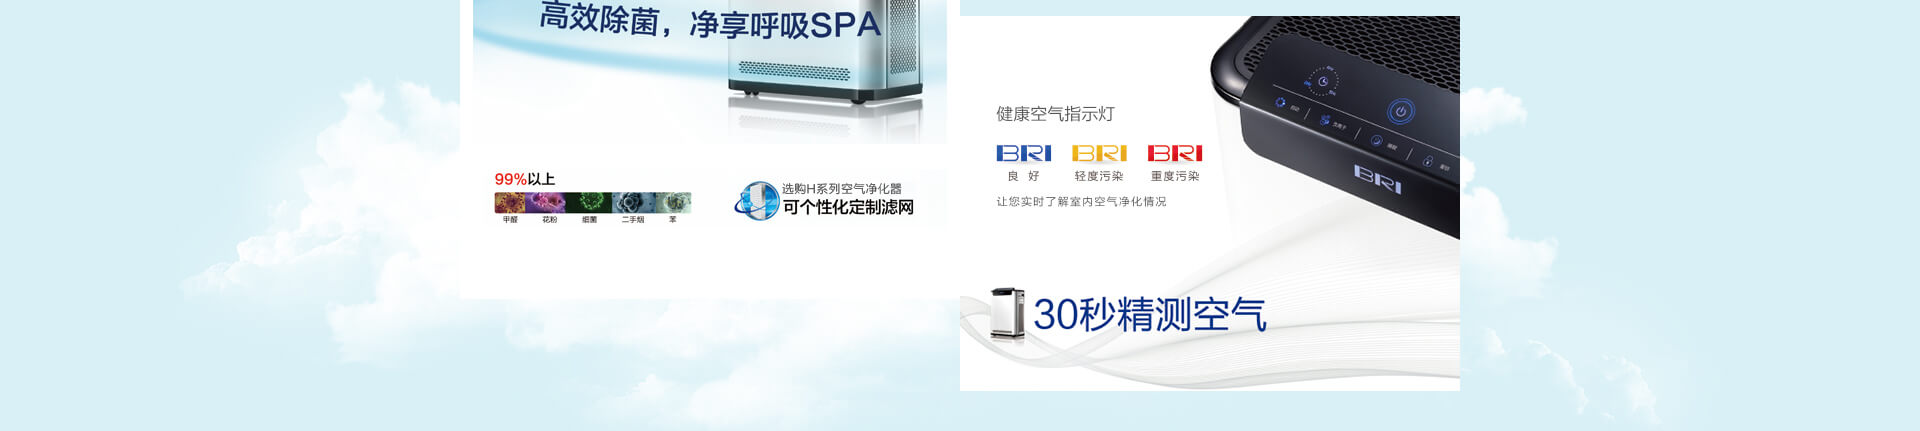 高效除菌，净享呼吸SPA
99%以上
甲醛 花粉 细菌 二手烟 苯
选购H系列空气净化器
可个性化定制滤网
健康空气指示灯
BRI BRI BRI
良 好 轻度污染 重度污染
让您实时了解室内空气净化情况
BRI
30秒精测空气